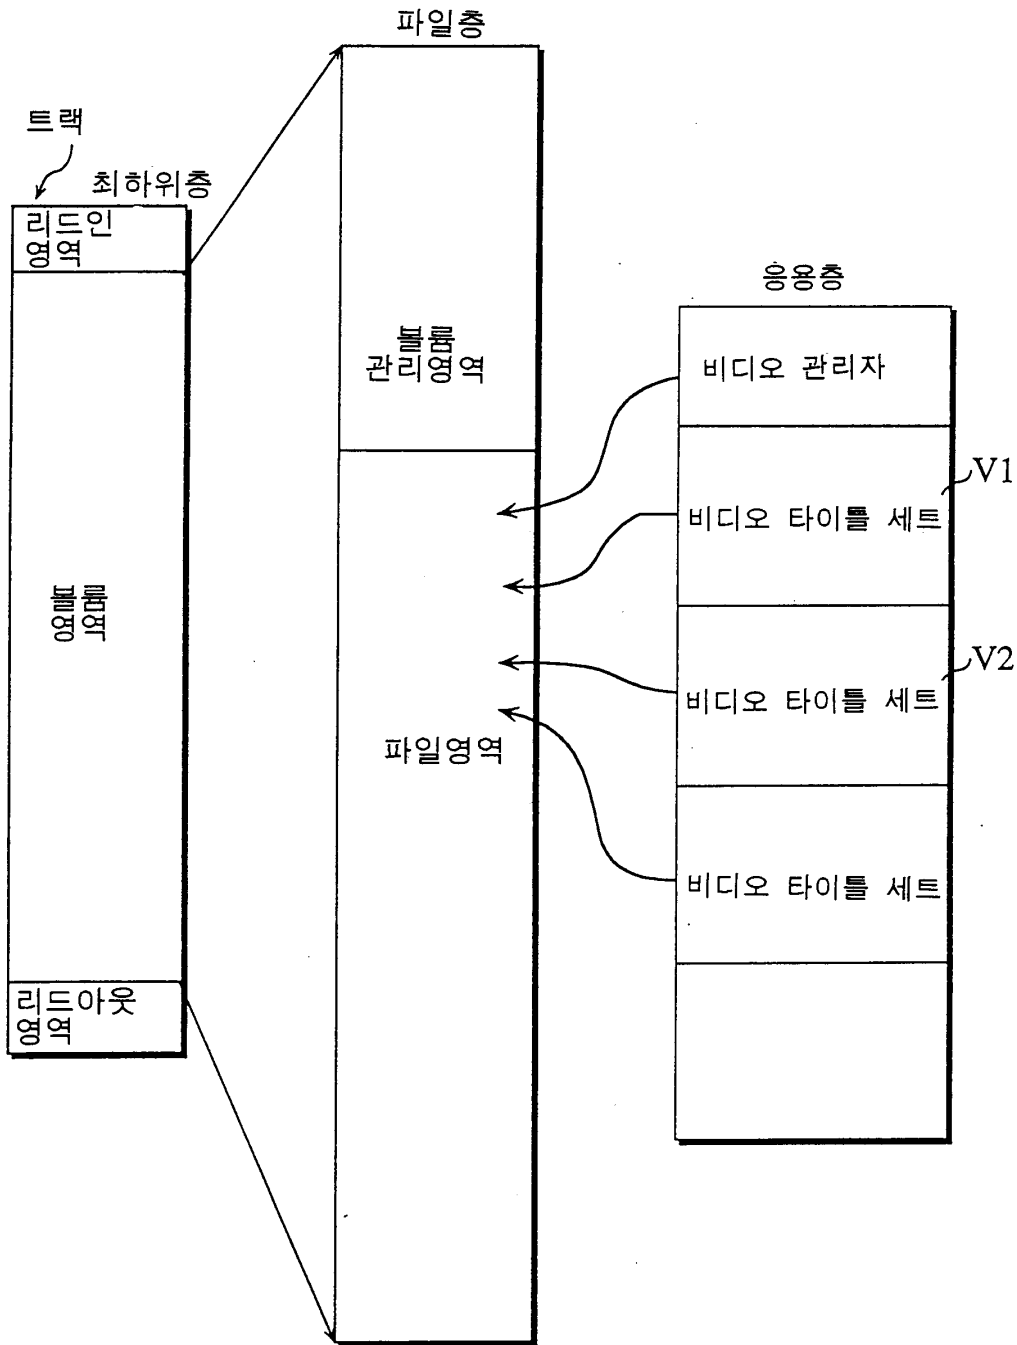 파일층
트랙
최하위층
리드인
영역
볼륨
영역
리드아웃
영역
볼륨
관리영역
파일영역
응용층
비디오 관리자
V1
비디오 타이틀 세트
V2
비디오 타이틀 세트
비디오 타이틀 세트